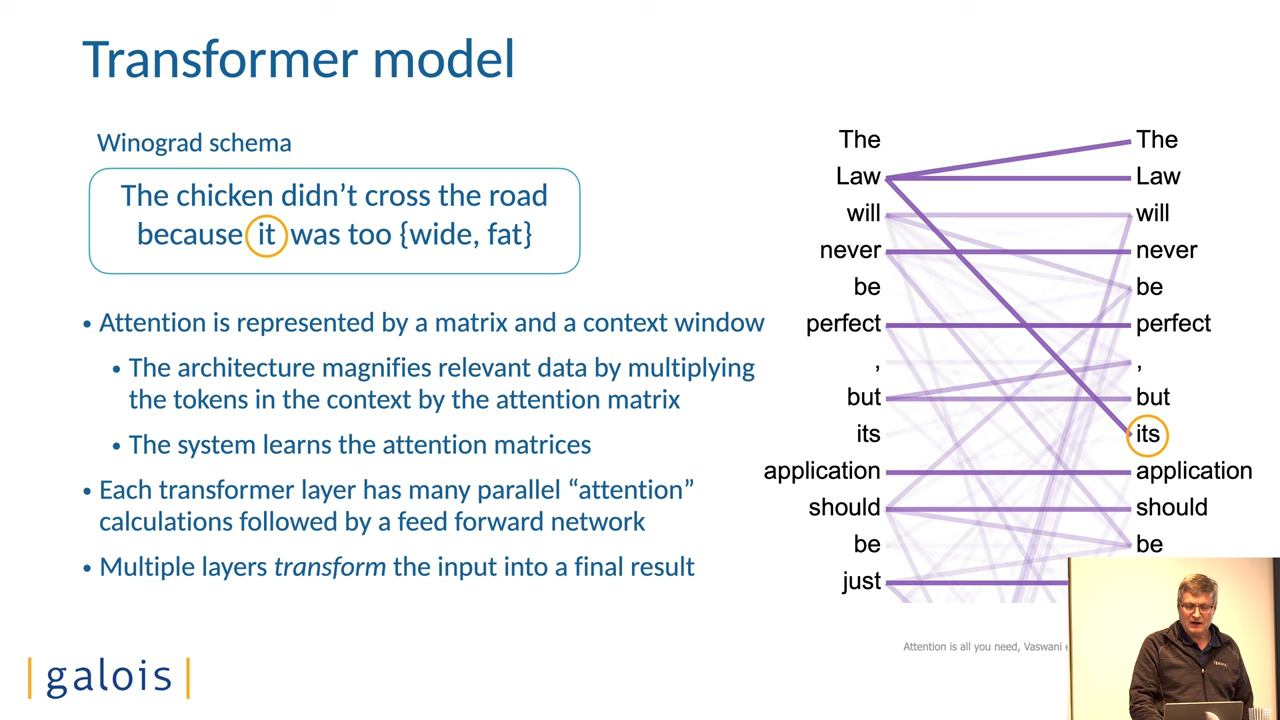 Transformer model
Winograd schema
The chicken didn't cross the road
because it was too {wide, fat}
• Attention is represented by a matrix and a context window
• The architecture magnifies relevant data by multiplying
the tokens in the context by the attention matrix
• The system learns the attention matrices
• Each transformer layer has many parallel “attention”
calculations followed by a feed forward network
• Multiple layers transform the input into a final result
The
Law
will
never
be
perfect
,
but
its
application
should
be
just
The
Law
will
never
be
perfect
,
but
its
application
should
be
Attention is all you need, Vaswani
|galois|